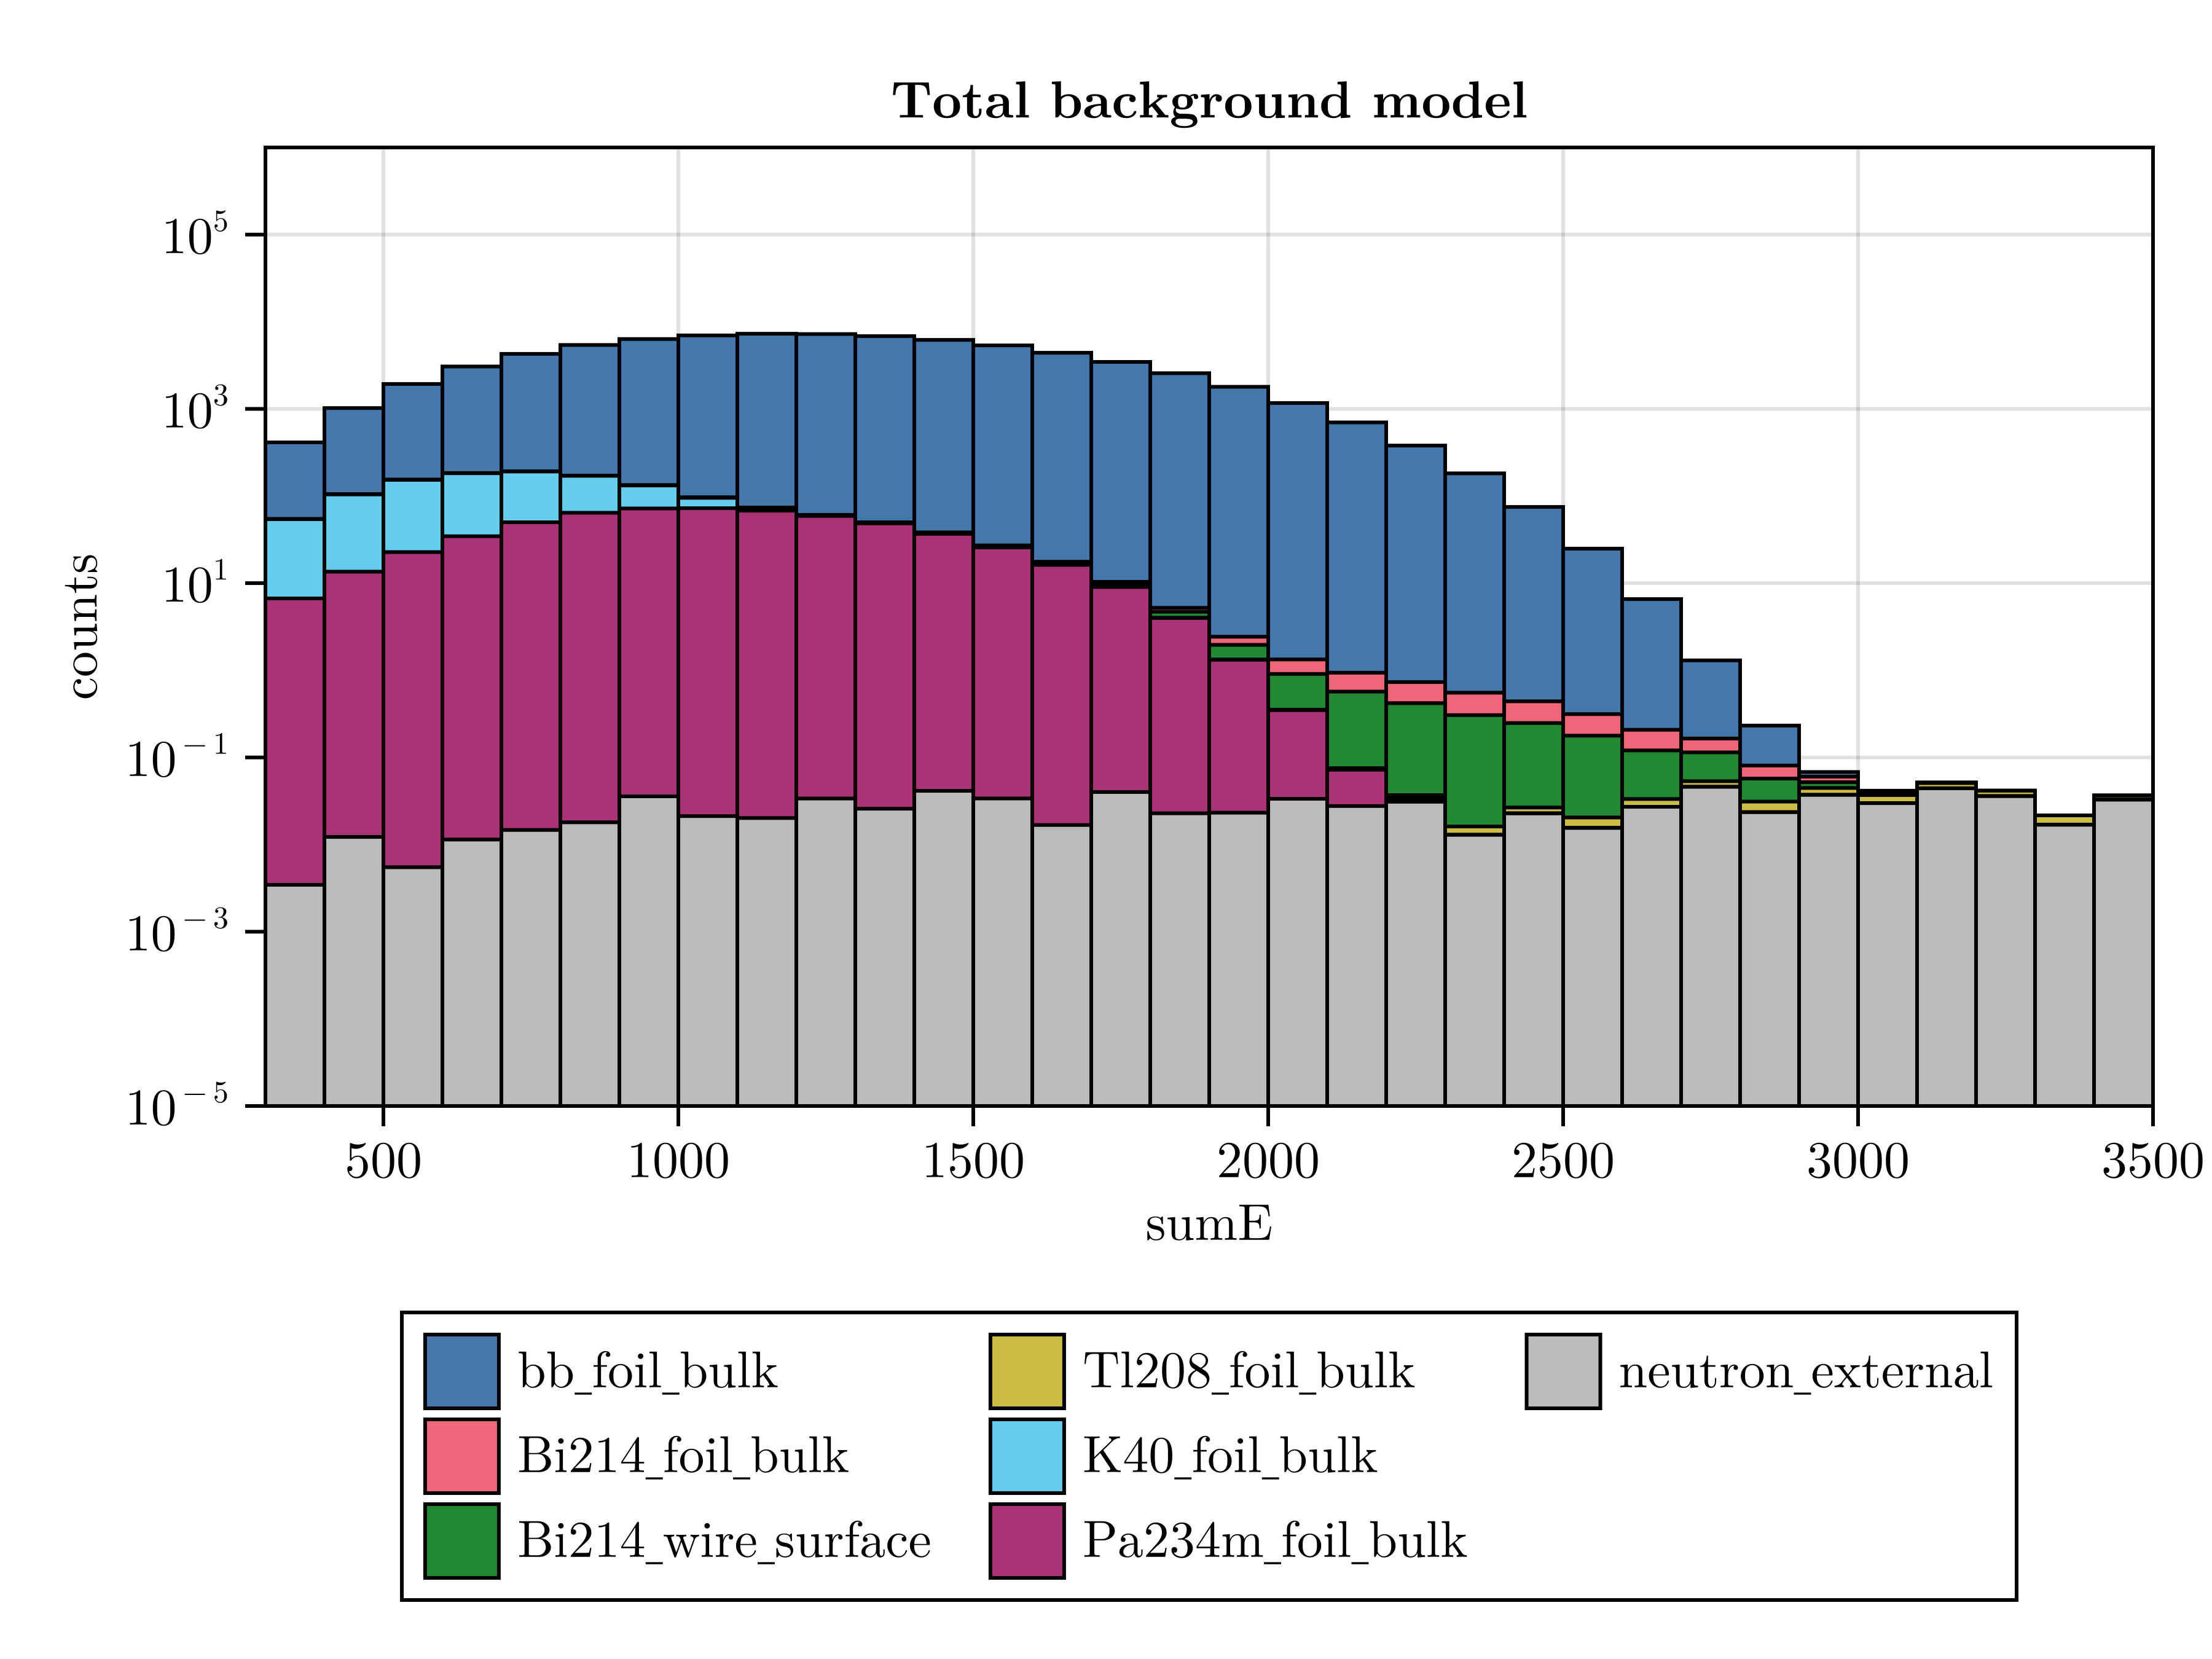 Total background model
counts
10^5
10^3
10^1
10^−1
10^−3
10^−5
500 1000 1500 2000 2500 3000 3500
sumE
bb_foil_bulk Tl208_foil_bulk neutron_external
Bi214_foil_bulk K40_foil_bulk
Bi214_wire_surface Pa234m_foil_bulk